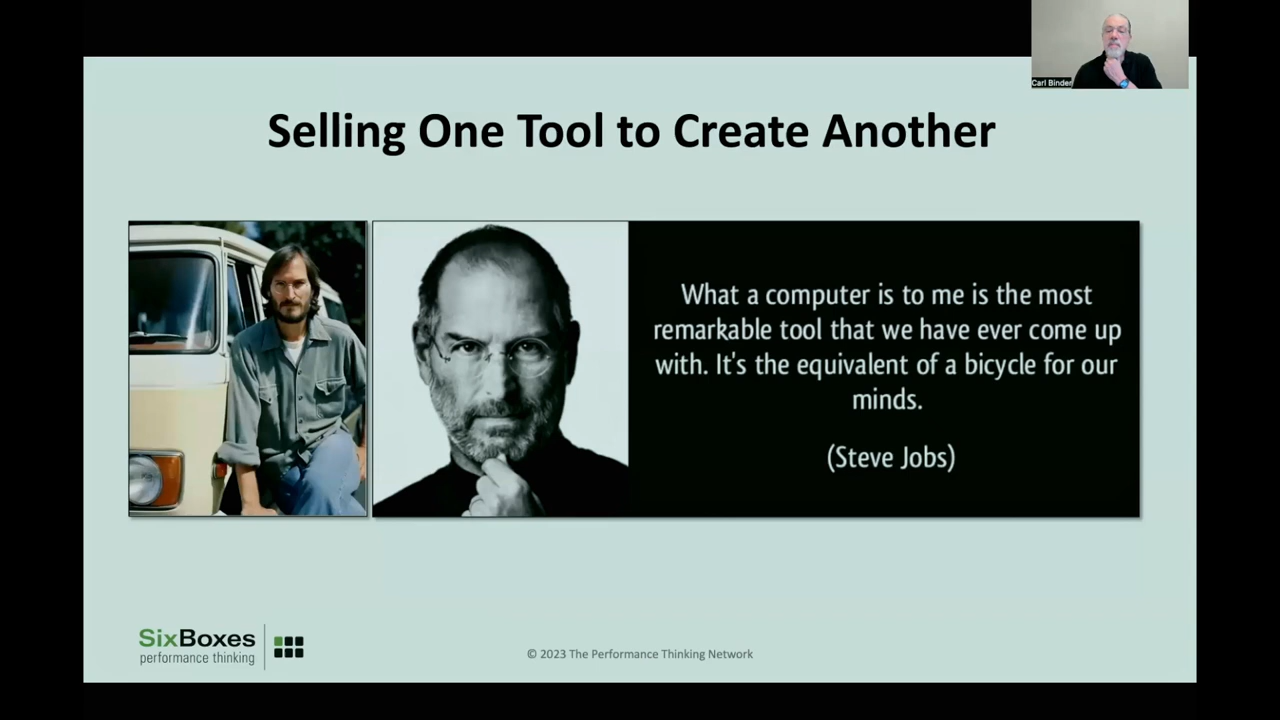 Carl Binder
Selling One Tool to Create Another
What a computer is to me is the most
remarkable tool that we have ever come up
with. It's the equivalent of a bicycle for our
minds.
(Steve Jobs)
SixBoxes
performance thinking
© 2023 The Performance Thinking Network